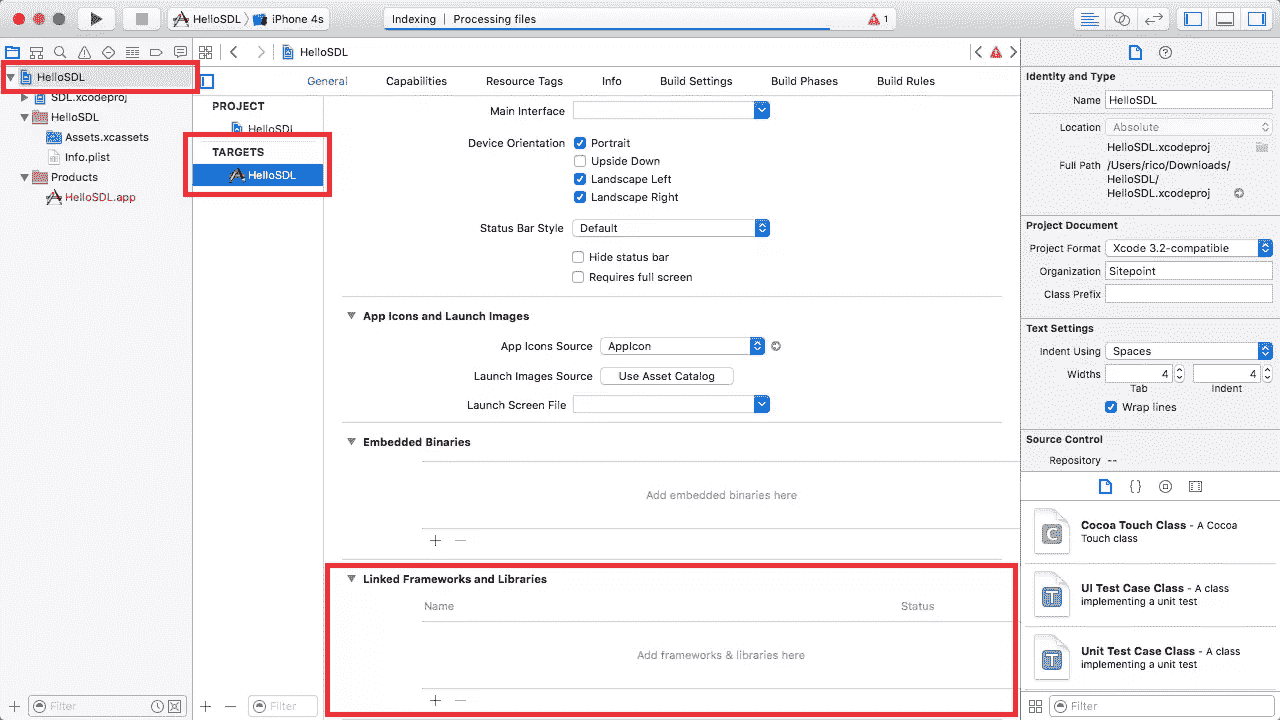 HelloSDL iPhone 4s
Indexing Processing files
HelloSDL
General Capabilities Resource Tags Info Build Settings Build Phases Build Rules
HelloSDL
SDL.xcodeproj
HelloSDL
Assets.xcassets
Info.plist
Products
HelloSDL.app
Filter
PROJECT
HelloSDL
TARGETS
HelloSDL
Filter
Main Interface
Device Orientation Portrait
Upside Down
Landscape Left
Landscape Right
Status Bar Style Default
Hide status bar
Requires full screen
App Icons and Launch Images
App Icons Source AppIcon
Launch Images Source Use Asset Catalog
Launch Screen File
Embedded Binaries
Add embedded binaries here
Linked Frameworks and Libraries
Name Status
Add frameworks & libraries here
Identity and Type
Name HelloSDL
Location Absolute
HelloSDL.xcodeproj
Full Path /Users/rico/Downloads/
HelloSDL/
HelloSDL.xcodeproj
Project Document
Project Format Xcode 3.2-compatible
Organization Sitepoint
Class Prefix
Text Settings
Indent Using Spaces
Widths 4 4
Tab Indent
Wrap lines
Source Control
Repository --
Cocoa Touch Class - A Cocoa
Touch class
UI Test Case Class - A class
implementing a unit test
Unit Test Case Class - A class
implementing a unit test
Filter